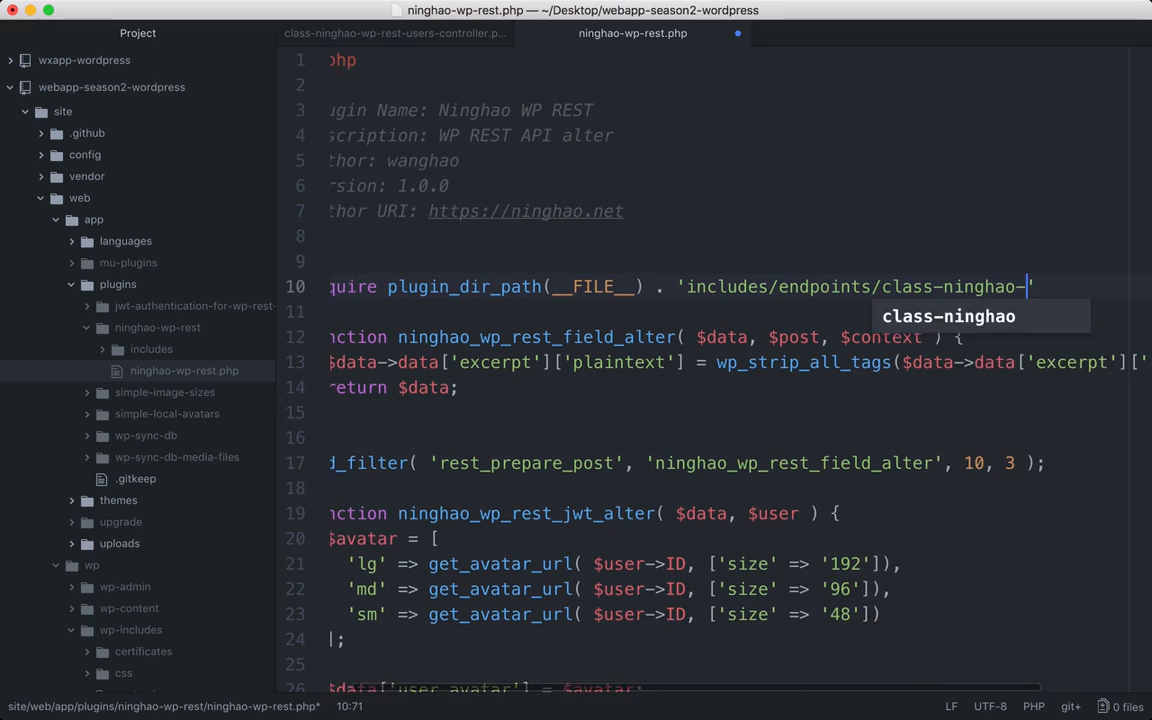 ninghao-wp-rest.php — ~/Desktop/webapp-season2-wordpress
Project
class-ninghao-wp-rest-users-controller.p...
ninghao-wp-rest.php
wxapp-wordpress
webapp-season2-wordpress
site
.github
config
vendor
web
app
languages
mu-plugins
plugins
jwt-authentication-for-wp-rest-
ninghao-wp-rest
includes
ninghao-wp-rest.php
simple-image-sizes
simple-local-avatars
wp-sync-db
wp-sync-db-media-files
.gitkeep
themes
upgrade
uploads
wp
wp-admin
wp-content
wp-includes
certificates
css
1 php
2
3 ugin Name: Ninghao WP REST
4 scription: WP REST API alter
5 thor: wanghao
6 rsion: 1.0.0
7 thor URI: https://ninghao.net
8
9
10 quire plugin_dir_path(__FILE__) . 'includes/endpoints/class-ninghao-'
class-ninghao
12 nction ninghao_wp_rest_field_alter( $data, $post, $context ) {
13 $data->data['excerpt']['plaintext'] = wp_strip_all_tags($data->data['excerpt']['
14 return $data;
15
16
17 d_filter( 'rest_prepare_post', 'ninghao_wp_rest_field_alter', 10, 3 );
18
19 nction ninghao_wp_rest_jwt_alter( $data, $user ) {
20 $avatar = [
21 'lg' => get_avatar_url( $user->ID, ['size' => '192']),
22 'md' => get_avatar_url( $user->ID, ['size' => '96']),
23 'sm' => get_avatar_url( $user->ID, ['size' => '48'])
24 ];
25
26 $data['user_avatar'] = $avatar;
site/web/app/plugins/ninghao-wp-rest/ninghao-wp-rest.php* 10:71 LF UTF-8 PHP git+ 0 files